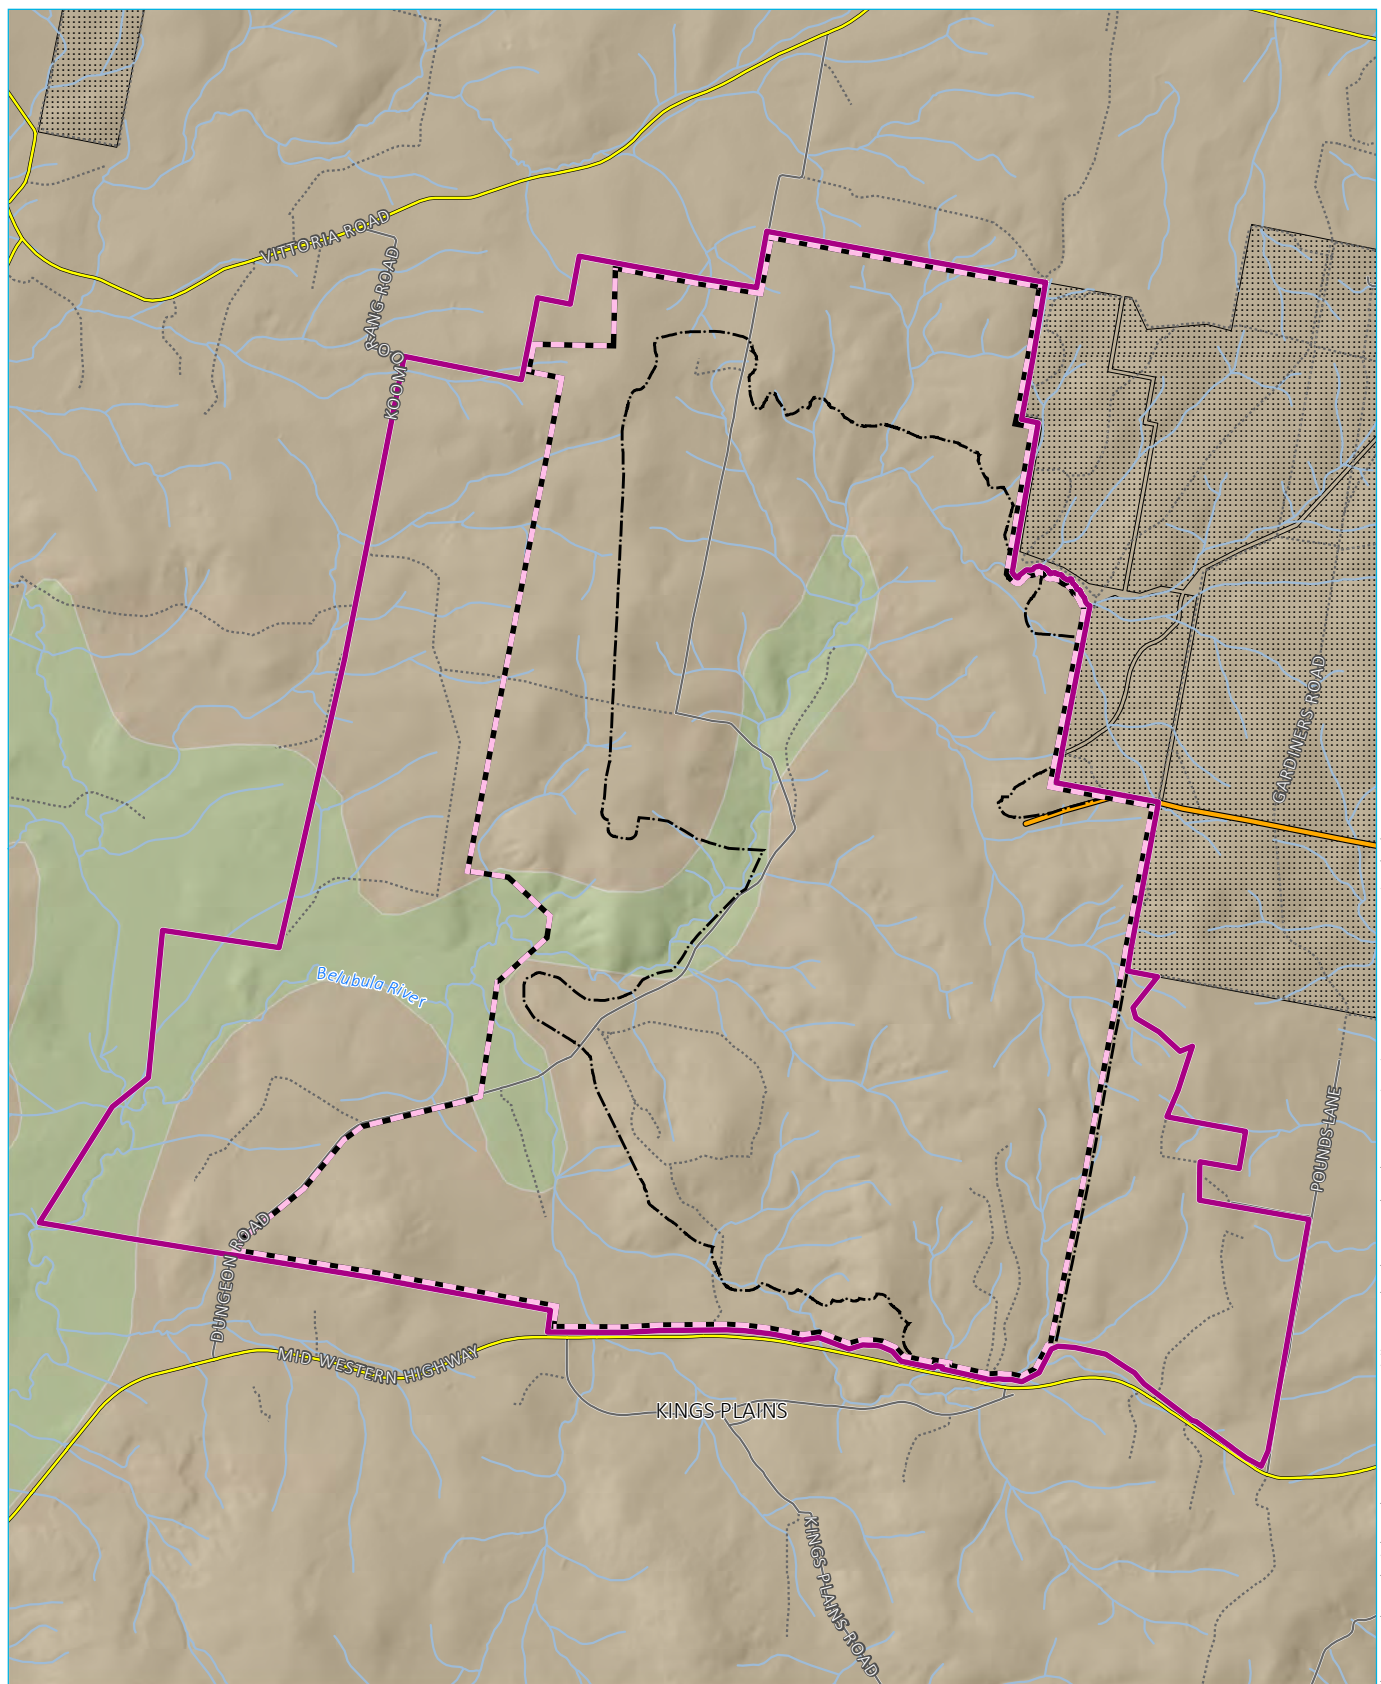 VITTORIA ROAD
KOOMOOLOORANG ROAD
GARDINERS ROAD
Belubula River
POUNDS LANE
DUNGEON ROAD
MID WESTERN HIGHWAY
KINGS PLAINS
KINGS PLAINS ROAD